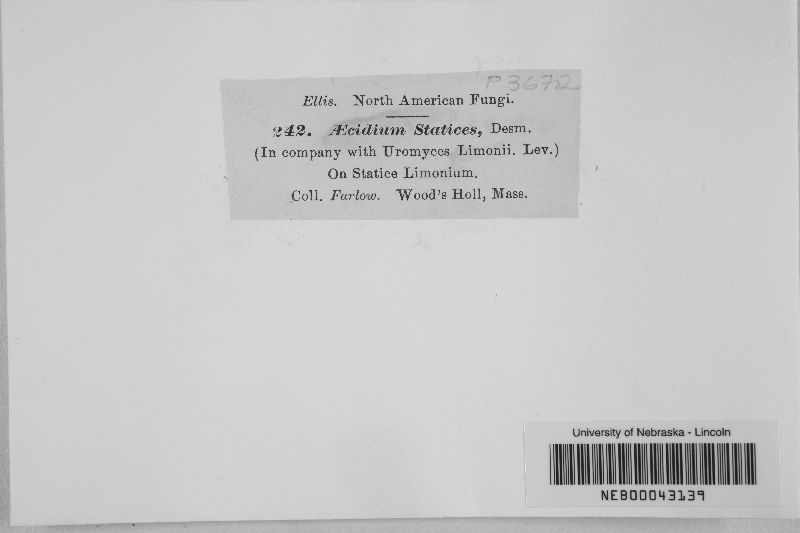 P 3672
Ellis. North American Fungi.
242. Æcidium Statices, Desm.
(In company with Uromyces Limonii. Lev.)
On Statice Limonium.
Coll. Farlow. Wood's Holl, Mass.
University of Nebraska - Lincoln
NEB00043139